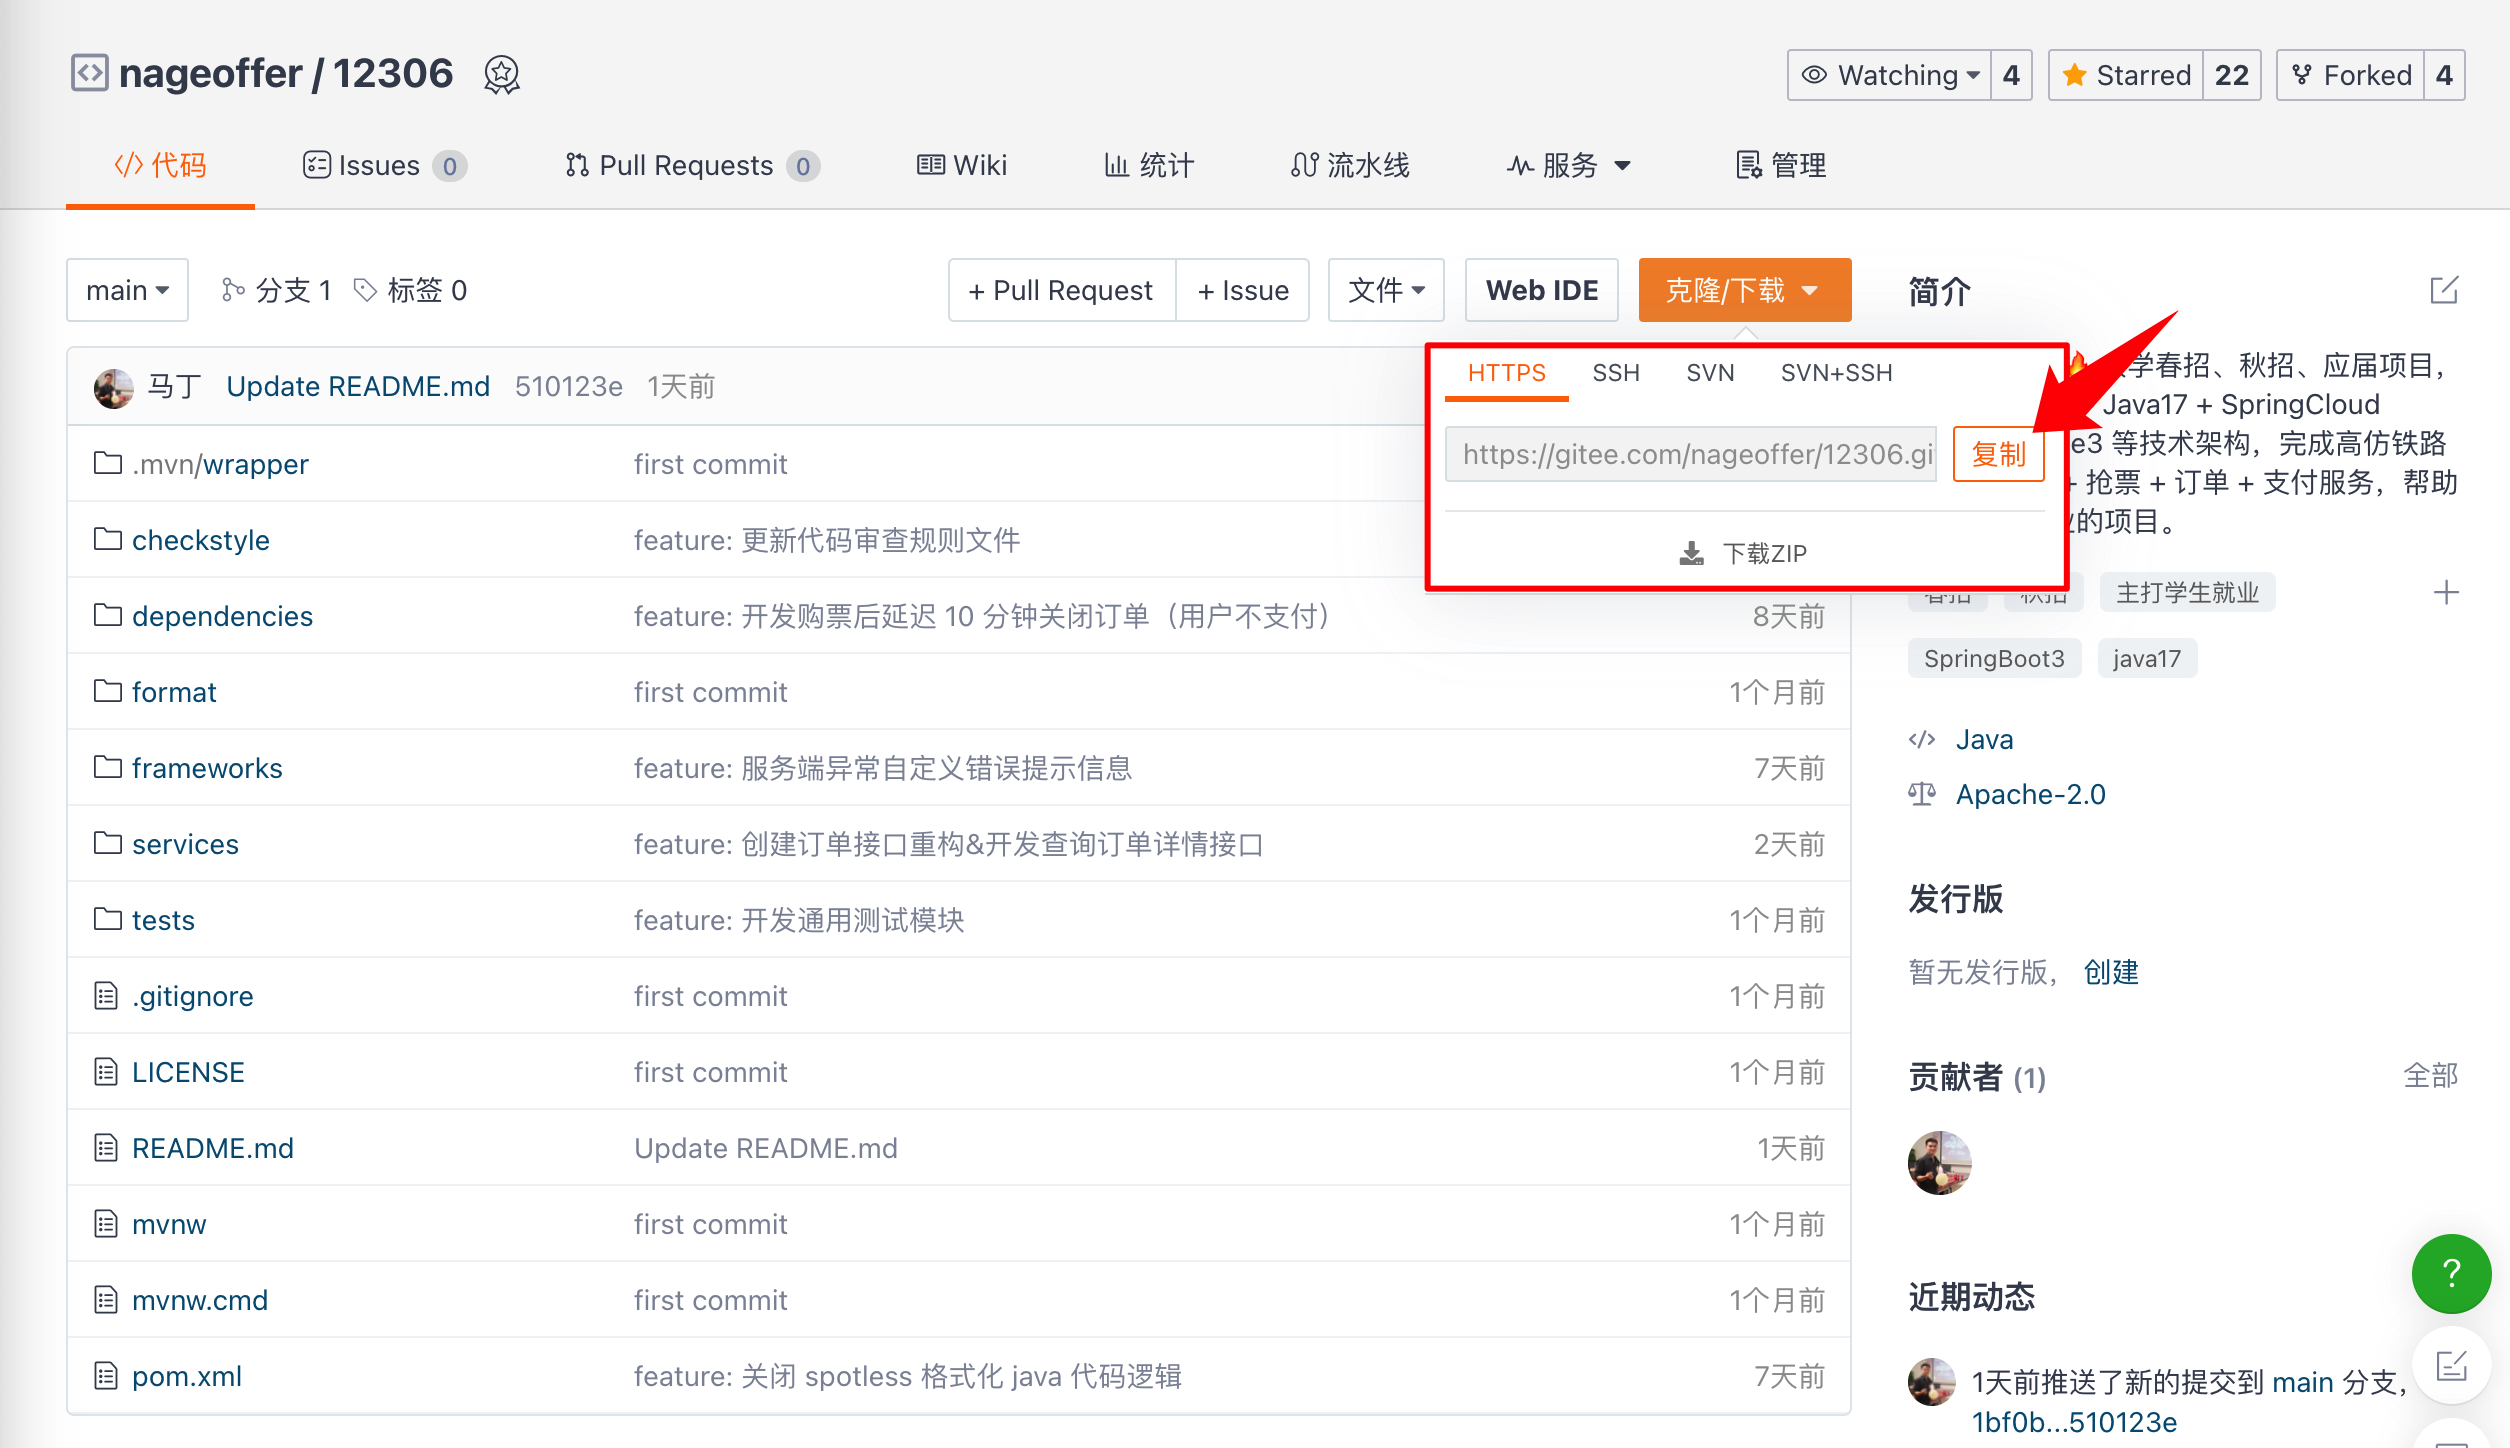 nageoffer / 12306
Watching 4
Starred 22
Forked 4
代码
Issues 0
Pull Requests 0
Wiki
统计
流水线
服务
管理
main
分支 1
标签 0
+ Pull Request
+ Issue
文件
Web IDE
克隆/下载
HTTPS
SSH
SVN
SVN+SSH
https://gitee.com/nageoffer/12306.gi
复制
下载ZIP
马丁 Update README.md 510123e 1天前
.mvn/wrapper first commit
checkstyle feature: 更新代码审查规则文件
dependencies feature: 开发购票后延迟 10 分钟关闭订单（用户不支付） 8天前
format first commit 1个月前
frameworks feature: 服务端异常自定义错误提示信息 7天前
services feature: 创建订单接口重构&开发查询订单详情接口 2天前
tests feature: 开发通用测试模块 1个月前
.gitignore first commit 1个月前
LICENSE first commit 1个月前
README.md Update README.md 1天前
mvnw first commit 1个月前
mvnw.cmd first commit 1个月前
pom.xml feature: 关闭 spotless 格式化 java 代码逻辑 7天前
简介
学春招、秋招、应届项目，
Java17 + SpringCloud
e3 等技术架构，完成高仿铁路
+ 抢票 + 订单 + 支付服务，帮助
的项目。
春招
秋招
主打学生就业
SpringBoot3
java17
Java
Apache-2.0
发行版
暂无发行版，创建
贡献者 (1)
全部
近期动态
1天前推送了新的提交到 main 分支，
1bf0b...510123e
?